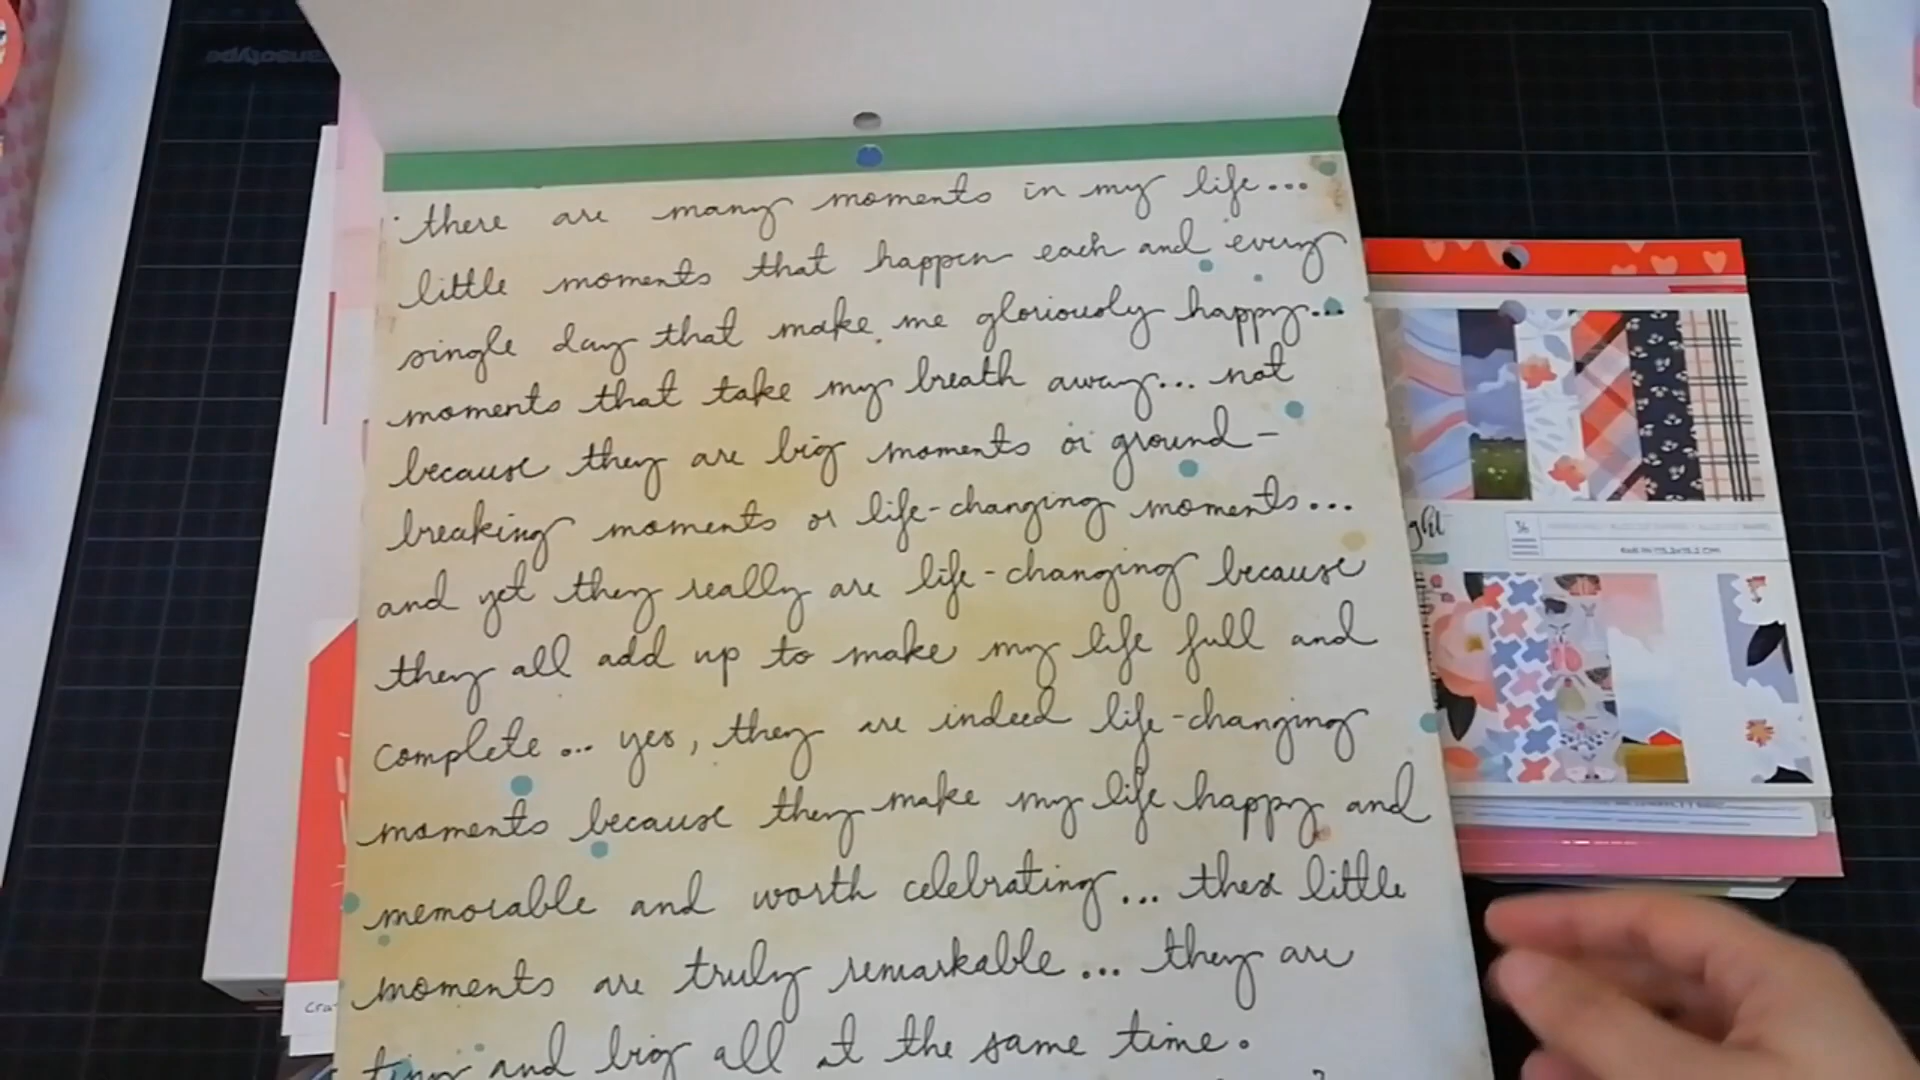 there are many moments in my life...
little moments that happen each and every
single day that make me gloriously happy...
moments that take my breath away... not
because they are big moments or ground-
breaking moments or life-changing moments...
and yet they really are life-changing because
they all add up to make my life full and
complete... yes, they are indeed life-changing
moments because they make my life happy and
memorable and worth celebrating... these little
moments are truly remarkable... they are
tiny and big all at the same time.